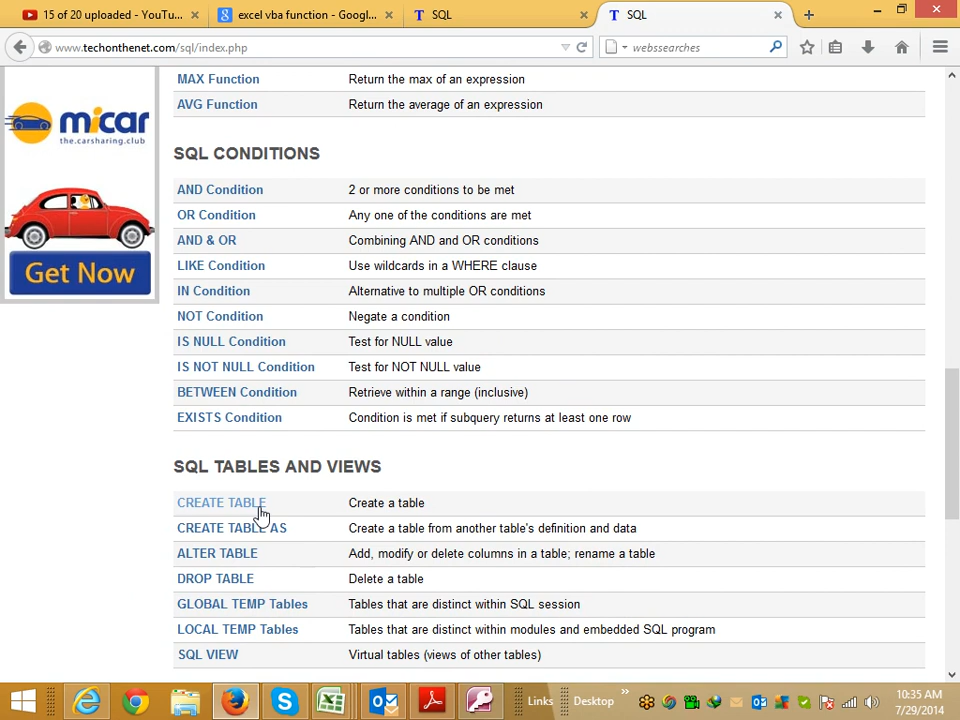 15 of 20 uploaded - YouTu...
excel vba function - Googl...
SQL
SQL
www.techonthenet.com/sql/index.php
webssearches
micar
the.carsharing.club
Get Now
MAX Function Return the max of an expression
AVG Function Return the average of an expression
SQL CONDITIONS
AND Condition 2 or more conditions to be met
OR Condition Any one of the conditions are met
AND & OR Combining AND and OR conditions
LIKE Condition Use wildcards in a WHERE clause
IN Condition Alternative to multiple OR conditions
NOT Condition Negate a condition
IS NULL Condition Test for NULL value
IS NOT NULL Condition Test for NOT NULL value
BETWEEN Condition Retrieve within a range (inclusive)
EXISTS Condition Condition is met if subquery returns at least one row
SQL TABLES AND VIEWS
CREATE TABLE Create a table
CREATE TABLE AS Create a table from another table's definition and data
ALTER TABLE Add, modify or delete columns in a table; rename a table
DROP TABLE Delete a table
GLOBAL TEMP Tables Tables that are distinct within SQL session
LOCAL TEMP Tables Tables that are distinct within modules and embedded SQL program
SQL VIEW Virtual tables (views of other tables)
Links
Desktop
10:35 AM
7/29/2014